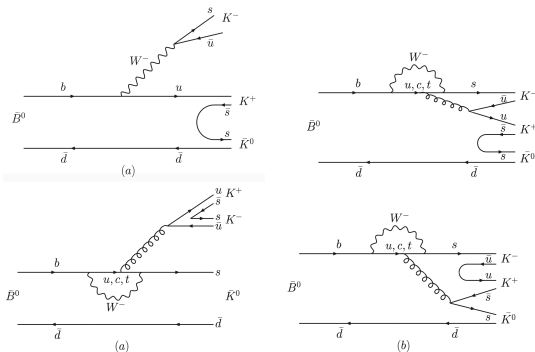 s K⁻
ū
W⁻
b u K⁺
s̄
B̄⁰
s K̄⁰
d̄ d̄
(a)
W⁻
b s
u, c, t ū K⁻
u
B̄⁰ s̄ K⁺
s K̄⁰
d̄ d̄
u K⁺
s̄
s K⁻
ū
b s
u, c, t
B̄⁰ K̄⁰
W⁻
d̄ d̄
(a)
W⁻
b s
u, c, t ū K⁻
u
B̄⁰ K⁺
s̄
s K̄⁰
d̄ d̄
(b)